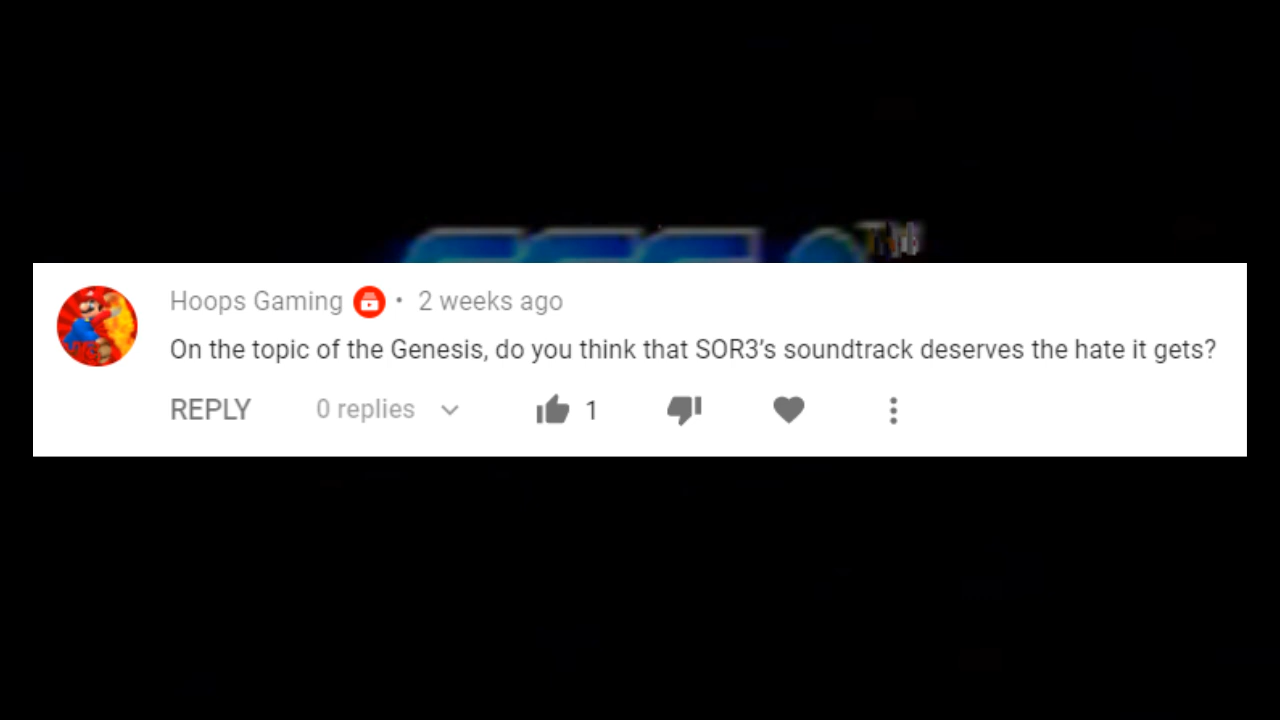 TM
Hoops Gaming • 2 weeks ago
On the topic of the Genesis, do you think that SOR3’s soundtrack deserves the hate it gets?
REPLY 0 replies 1